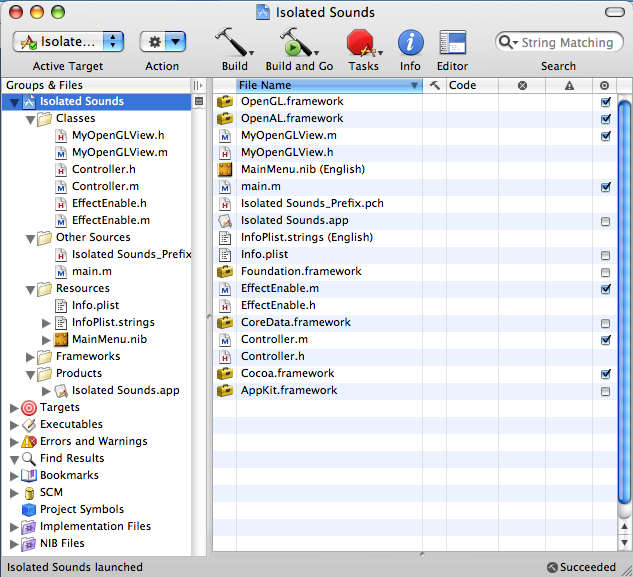 Isolated Sounds
Isolate...
Active Target
Action
Build
Build and Go
Tasks
Info
Editor
String Matching
Search
Groups & Files
Isolated Sounds
Classes
MyOpenGLView.h
MyOpenGLView.m
Controller.h
Controller.m
EffectEnable.h
EffectEnable.m
Other Sources
Isolated Sounds_Prefix
main.m
Resources
Info.plist
InfoPlist.strings
MainMenu.nib
Frameworks
Products
Isolated Sounds.app
Targets
Executables
Errors and Warnings
Find Results
Bookmarks
SCM
Project Symbols
Implementation Files
NIB Files
File Name
Code
OpenGL.framework
OpenAL.framework
MyOpenGLView.m
MyOpenGLView.h
MainMenu.nib (English)
main.m
Isolated Sounds_Prefix.pch
Isolated Sounds.app
InfoPlist.strings (English)
Info.plist
Foundation.framework
EffectEnable.m
EffectEnable.h
CoreData.framework
Controller.m
Controller.h
Cocoa.framework
AppKit.framework
Isolated Sounds launched
Succeeded